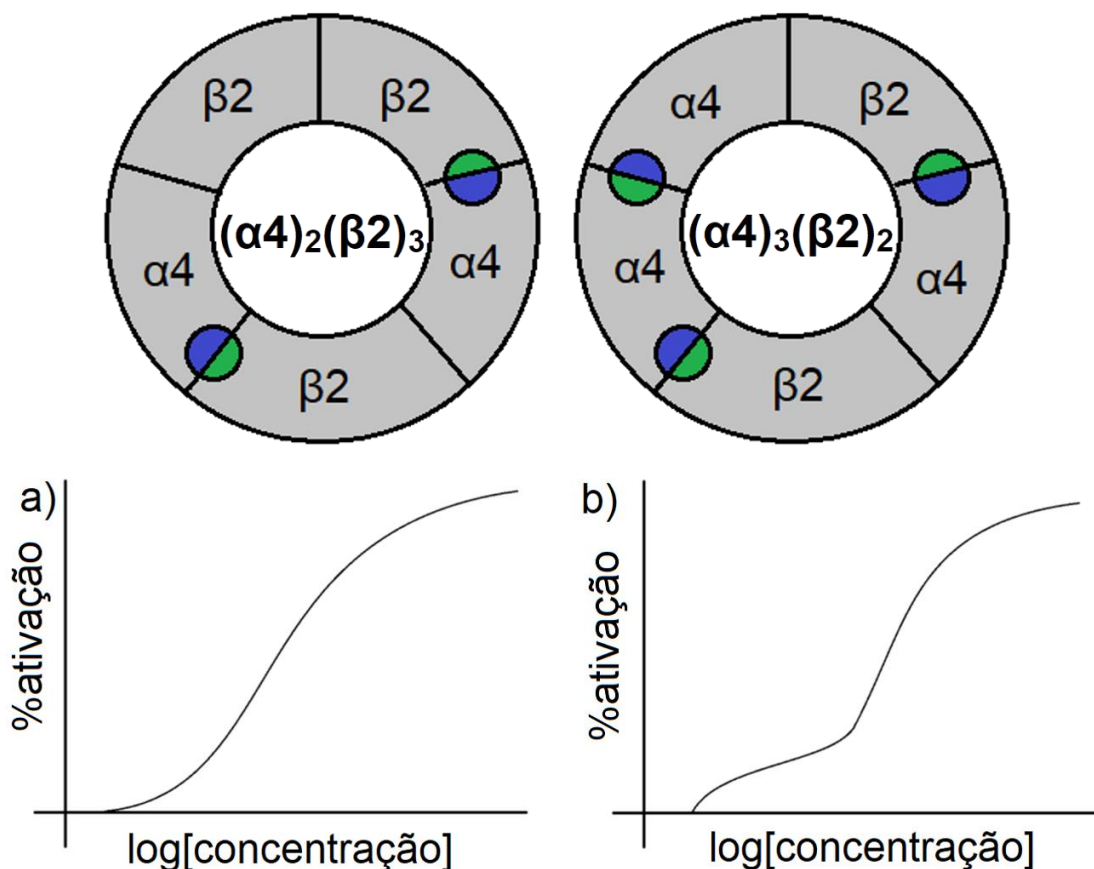 β2
β2
α4
α4
β2
(α4)₂(β2)₃
α4
β2
α4
α4
β2
(α4)₃(β2)₂
a)
%ativação
log[concentração]
b)
%ativação
log[concentração]